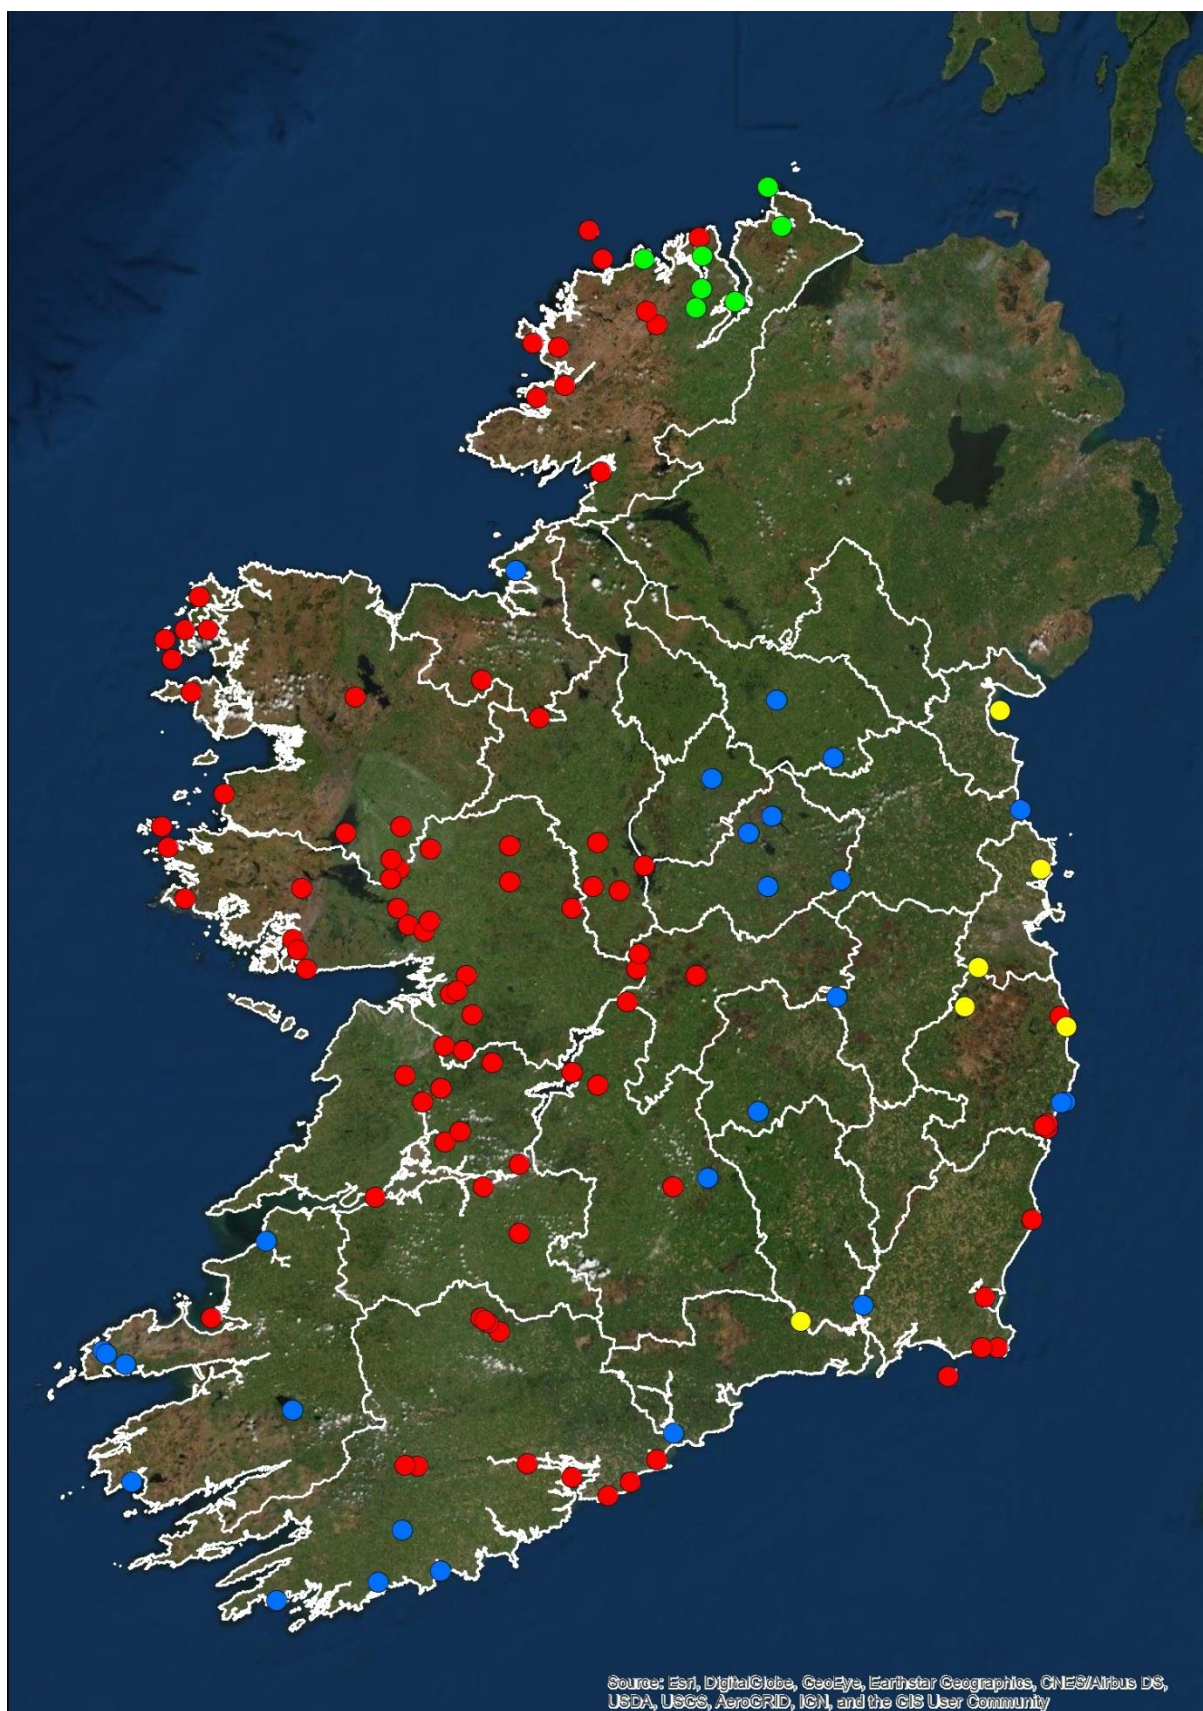 Source: Esri, DigitalGlobe, GeoEye, Earthstar Geographics, CNES/Airbus DS,
USDA, USGS, AeroGRID, IGN, and the GIS User Community